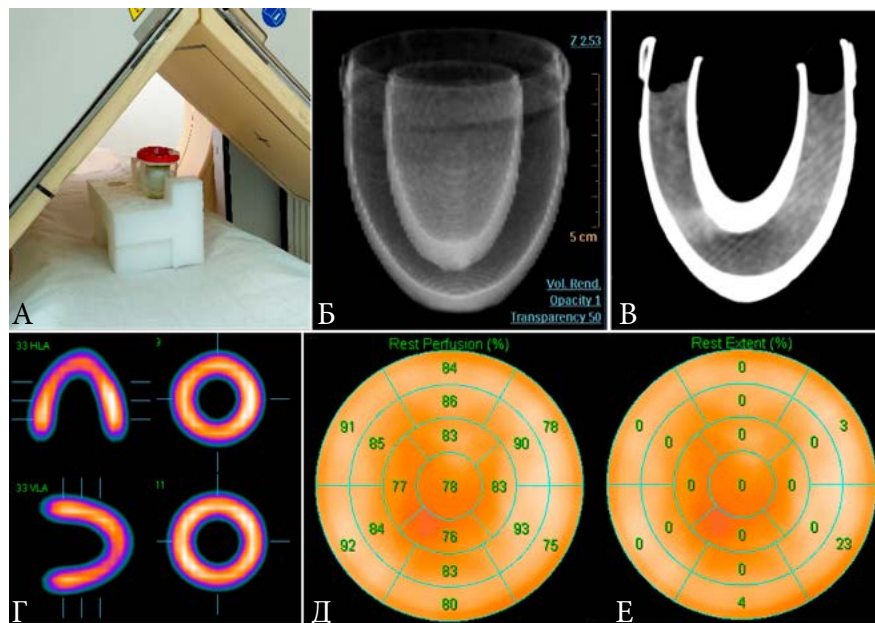 А
Z 2.53
5 cm
Vol. Rend.
Opacity 1
Transparency 50
Б
В
33 HLA
9
33 VLA
11
Г
Rest Perfusion (%)
84
86
91
78
85
83
90
77
78
83
84
76
93
92
75
83
80
Д
Rest Extent (%)
0
0
0
3
0
0
0
0
0
0
0
0
0
0
23
0
4
Е